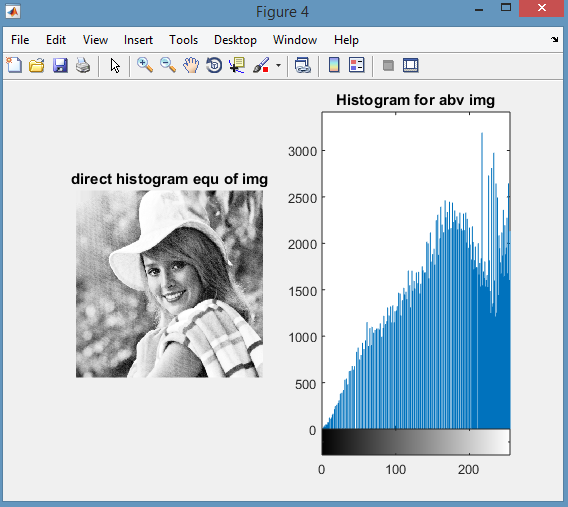 Figure 4
File Edit View Insert Tools Desktop Window Help
direct histogram equ of img
Histogram for abv img
3000
2500
2000
1500
1000
500
0
0 100 200